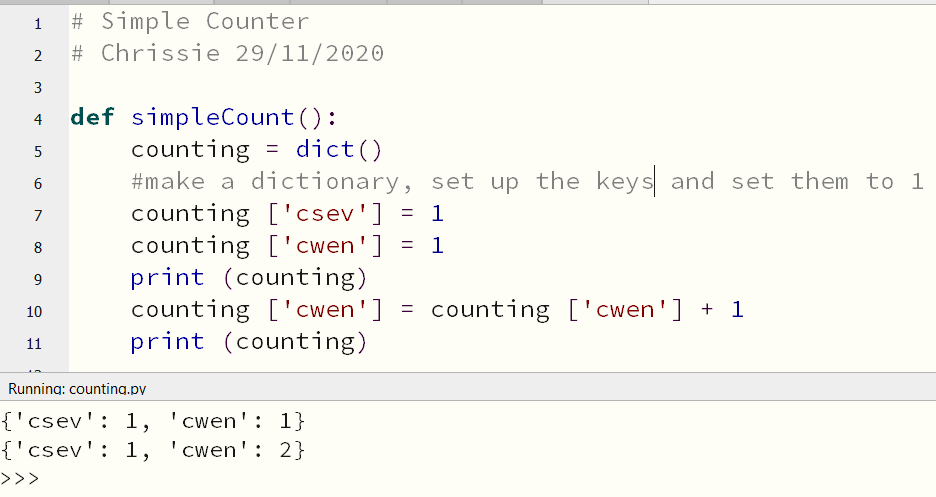 1 # Simple Counter
2 # Chrissie 29/11/2020
3
4 def simpleCount():
5     counting = dict()
6     #make a dictionary, set up the keys and set them to 1
7     counting ['csev'] = 1
8     counting ['cwen'] = 1
9     print (counting)
10     counting ['cwen'] = counting ['cwen'] + 1
11     print (counting)
Running: counting.py
{'csev': 1, 'cwen': 1}
{'csev': 1, 'cwen': 2}
>>>